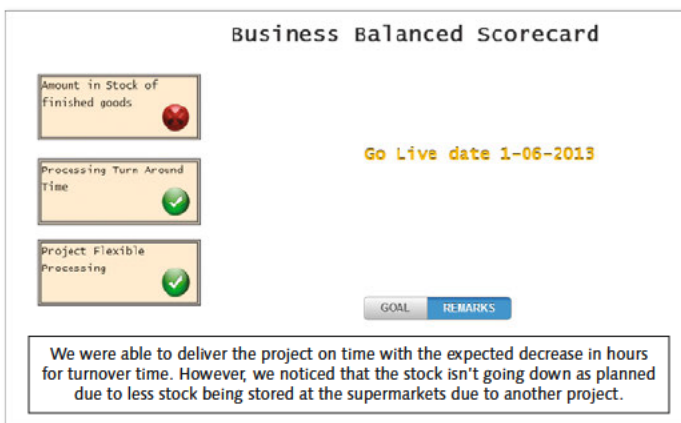 Business Balanced Scorecard
Amount in Stock of
finished goods
Go Live date 1-06-2013
Processing Turn Around
Time
Project Flexible
Processing
GOAL
REMARKS
We were able to deliver the project on time with the expected decrease in hours
for turnover time. However, we noticed that the stock isn't going down as planned
due to less stock being stored at the supermarkets due to another project.